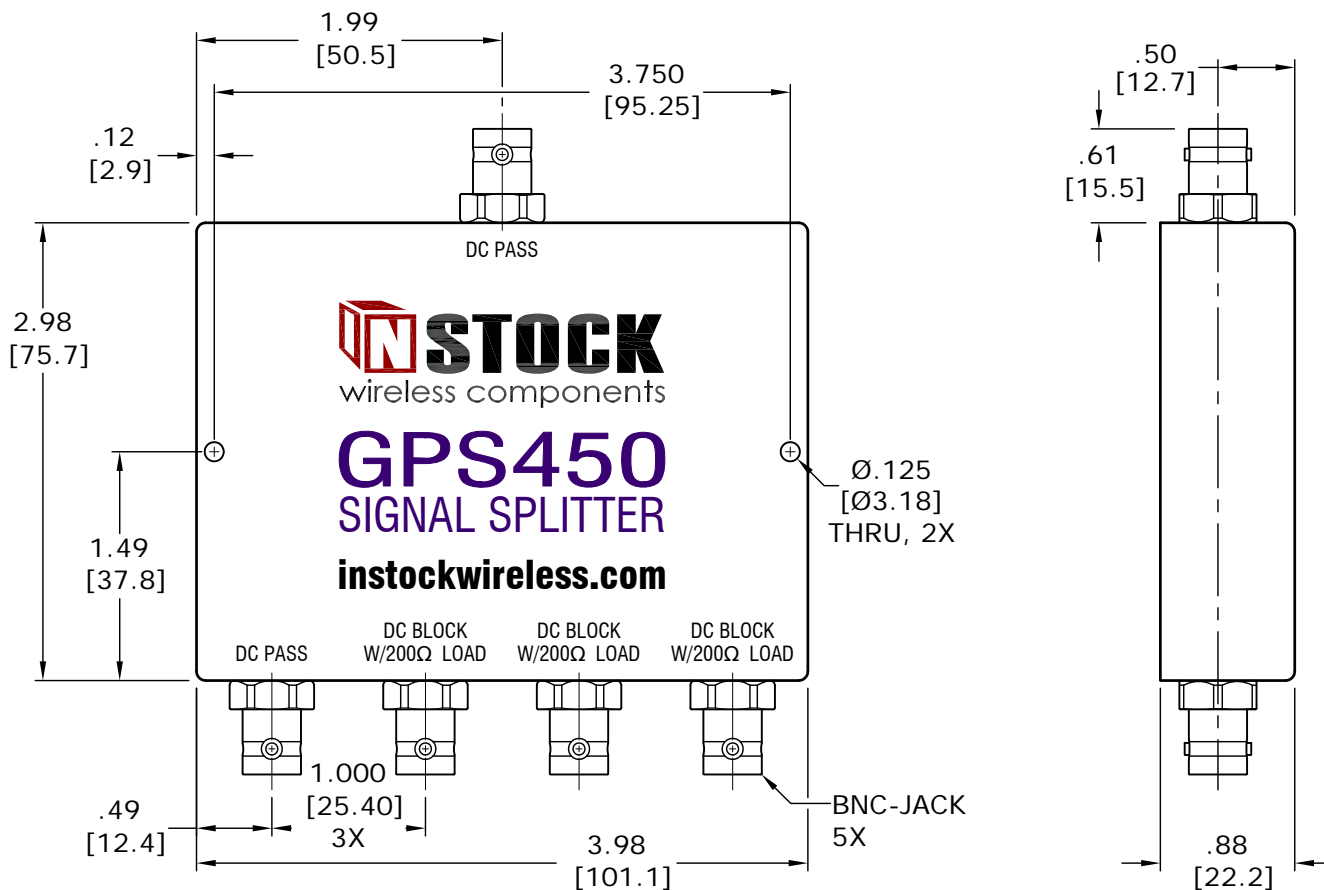 1.99
[50.5]
3.750
[95.25]
.50
[12.7]
.12
[2.9]
.61
[15.5]
DC PASS
2.98
[75.7]
INSTOCK
wireless components
GPS450
SIGNAL SPLITTER
instockwireless.com
Ø.125
[Ø3.18]
THRU, 2X
1.49
[37.8]
DC PASS
DC BLOCK
W/200Ω LOAD
DC BLOCK
W/200Ω LOAD
DC BLOCK
W/200Ω LOAD
1.000
[25.40]
3X
.49
[12.4]
BNC-JACK
5X
3.98
[101.1]
.88
[22.2]